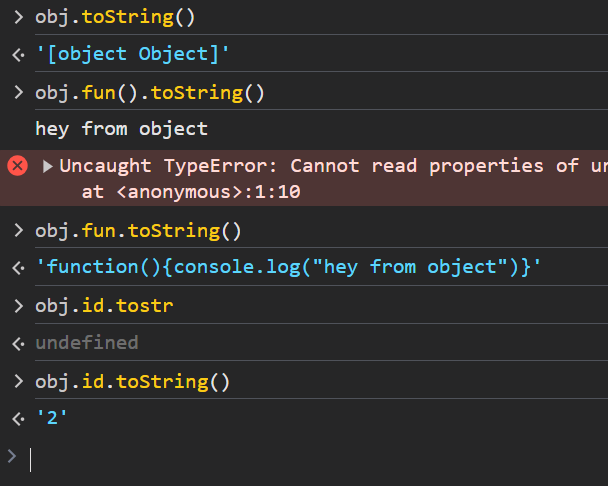 > obj.toString()
<· '[object Object]'
> obj.fun().toString()
hey from object
▶Uncaught TypeError: Cannot read properties of
at <anonymous>:1:10
> obj.fun.toString()
<· 'function(){console.log("hey from object")}'
> obj.id.tostr
<· undefined
> obj.id.toString()
<· '2'
>